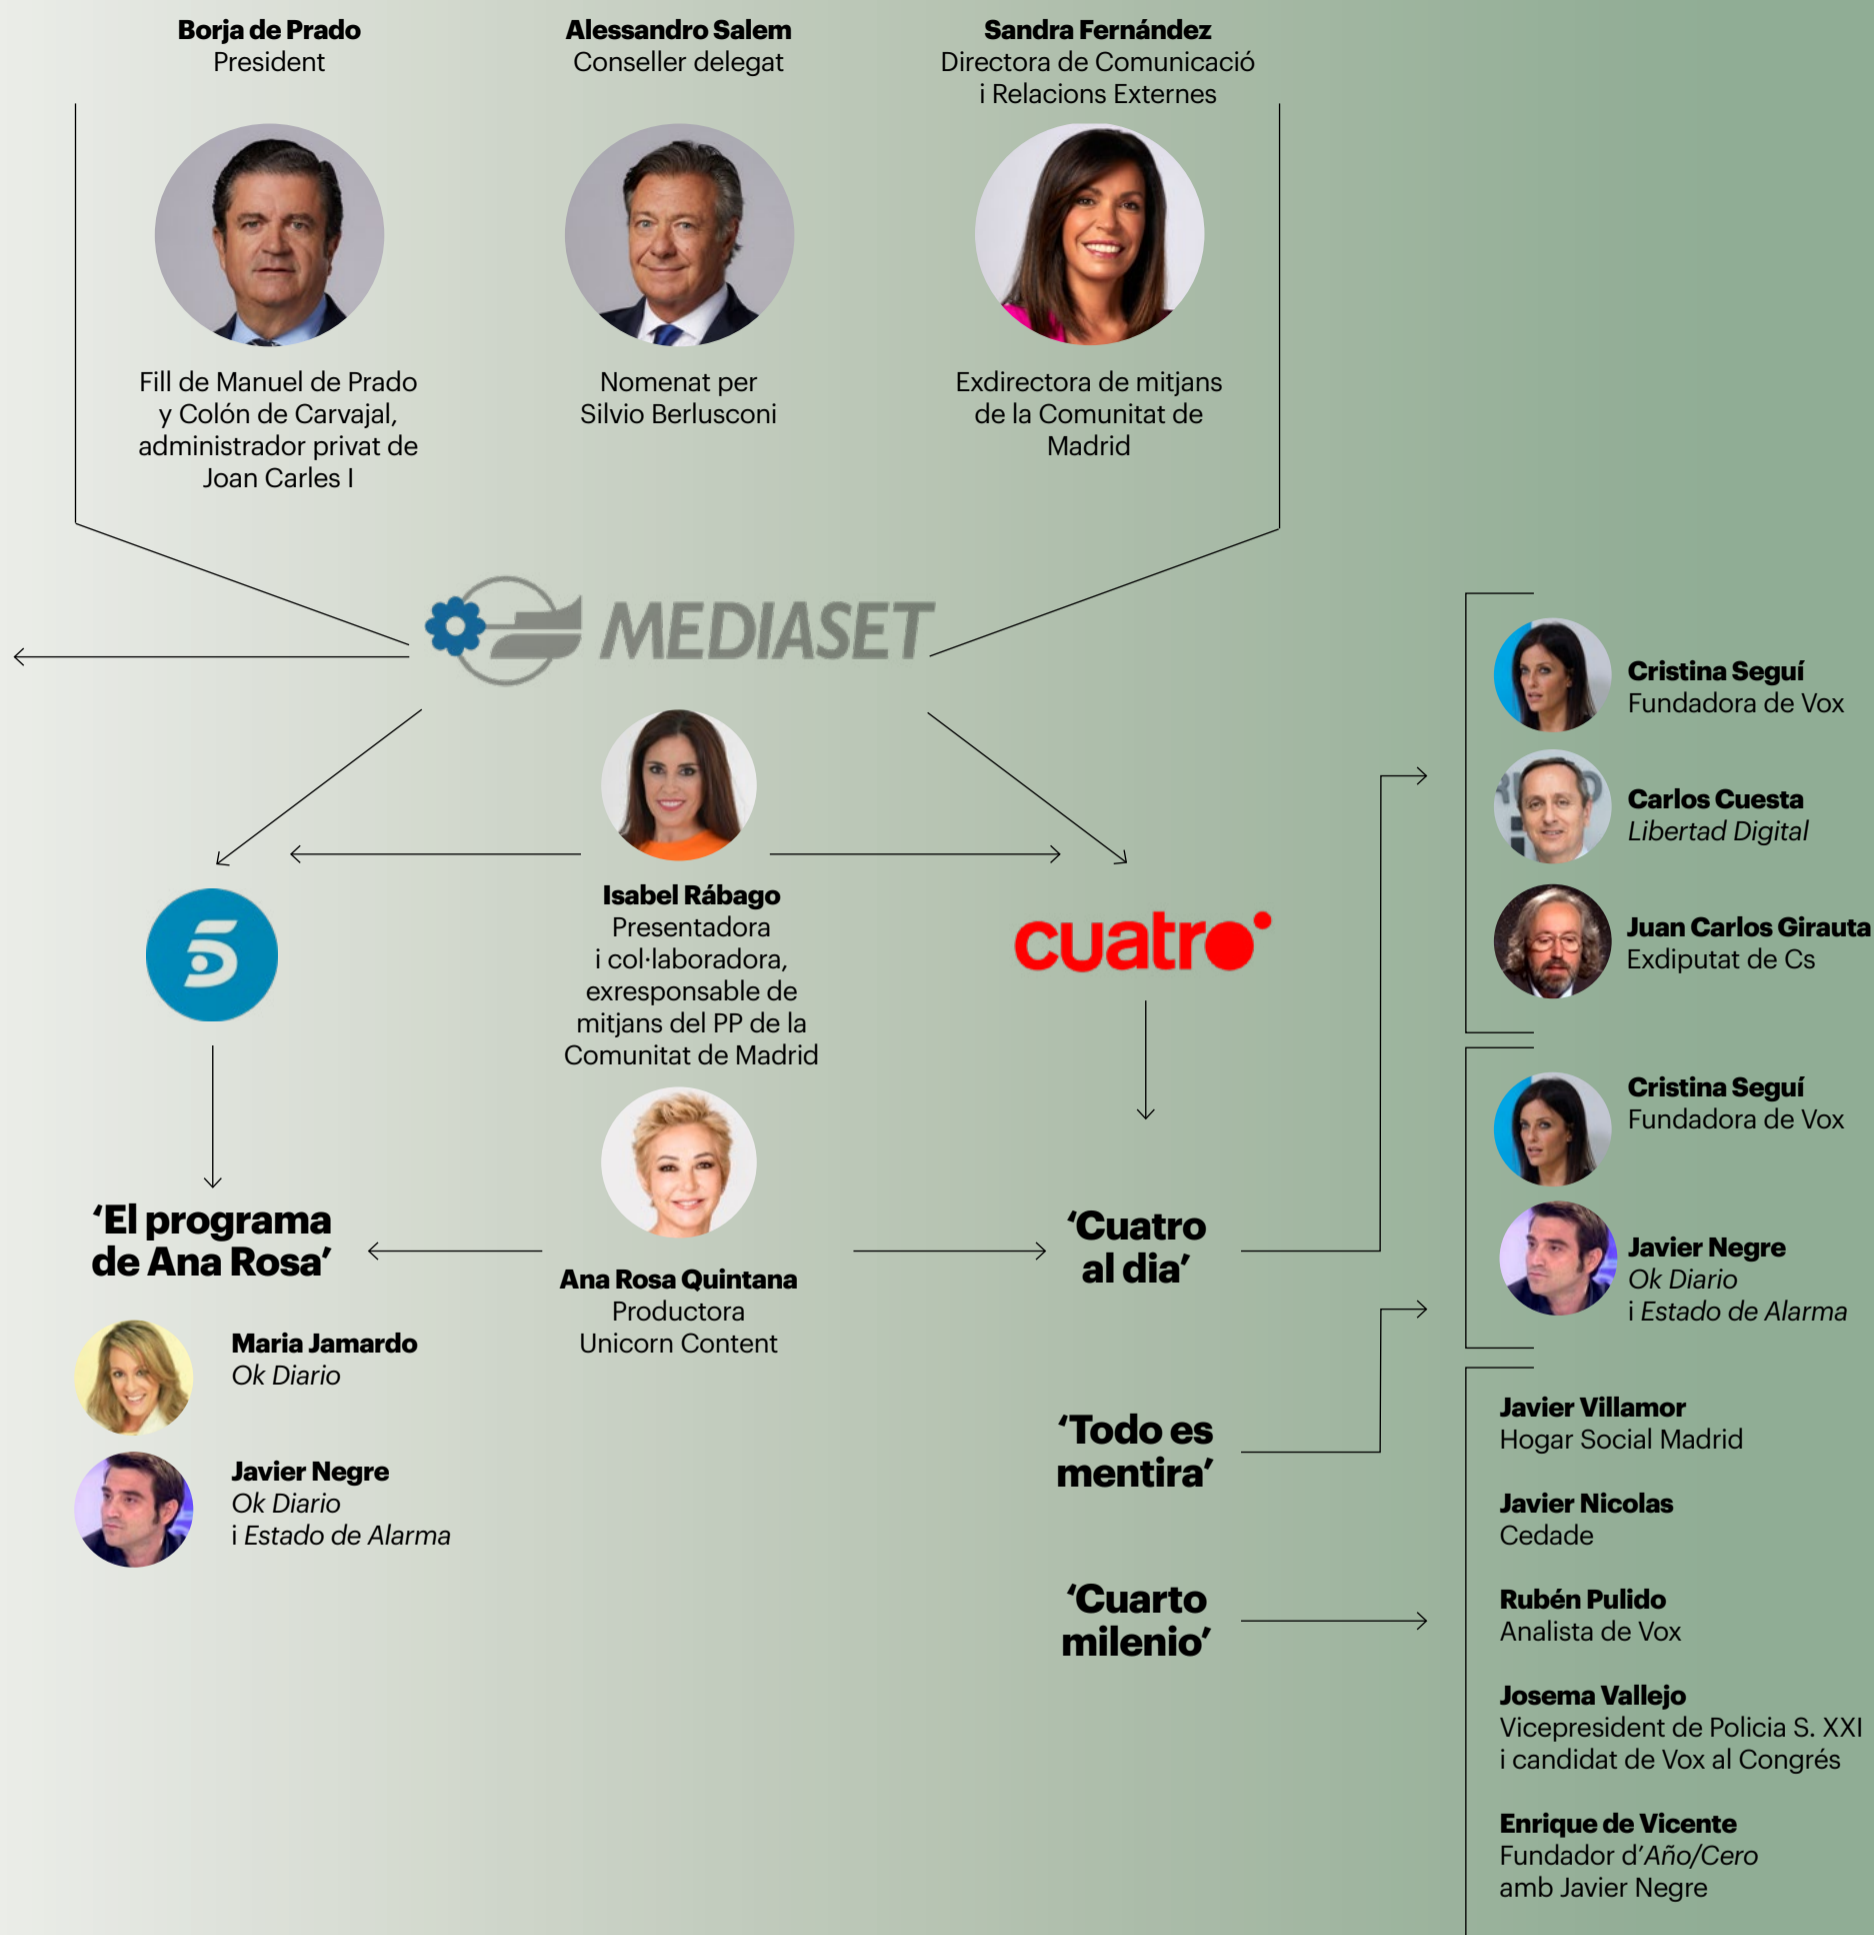 Borja de Prado
President
Fill de Manuel de Prado
y Colón de Carvajal,
administrador privat de
Joan Carles I
Alessandro Salem
Conseller delegat
Nomenat per
Silvio Berlusconi
Sandra Fernández
Directora de Comunicació
i Relacions Externes
Exdirectora de mitjans
de la Comunitat de
Madrid
MEDIASET
Isabel Rábago
Presentadora
i col·laboradora,
exresponsable de
mitjans del PP de la
Comunitat de Madrid
5
cuatro
‘El programa
de Ana Rosa’
Maria Jamardo
Ok Diario
Javier Negre
Ok Diario
i Estado de Alarma
Ana Rosa Quintana
Productora
Unicorn Content
‘Cuatro
al dia’
‘Todo es
mentira’
‘Cuarto
milenio’
Cristina Seguí
Fundadora de Vox
Carlos Cuesta
Libertad Digital
Juan Carlos Girauta
Exdiputat de Cs
Cristina Seguí
Fundadora de Vox
Javier Negre
Ok Diario
i Estado de Alarma
Javier Villamor
Hogar Social Madrid
Javier Nicolas
Cedade
Rubén Pulido
Analista de Vox
Josema Vallejo
Vicepresident de Policia S. XXI
i candidat de Vox al Congrés
Enrique de Vicente
Fundador d’Año/Cero
amb Javier Negre